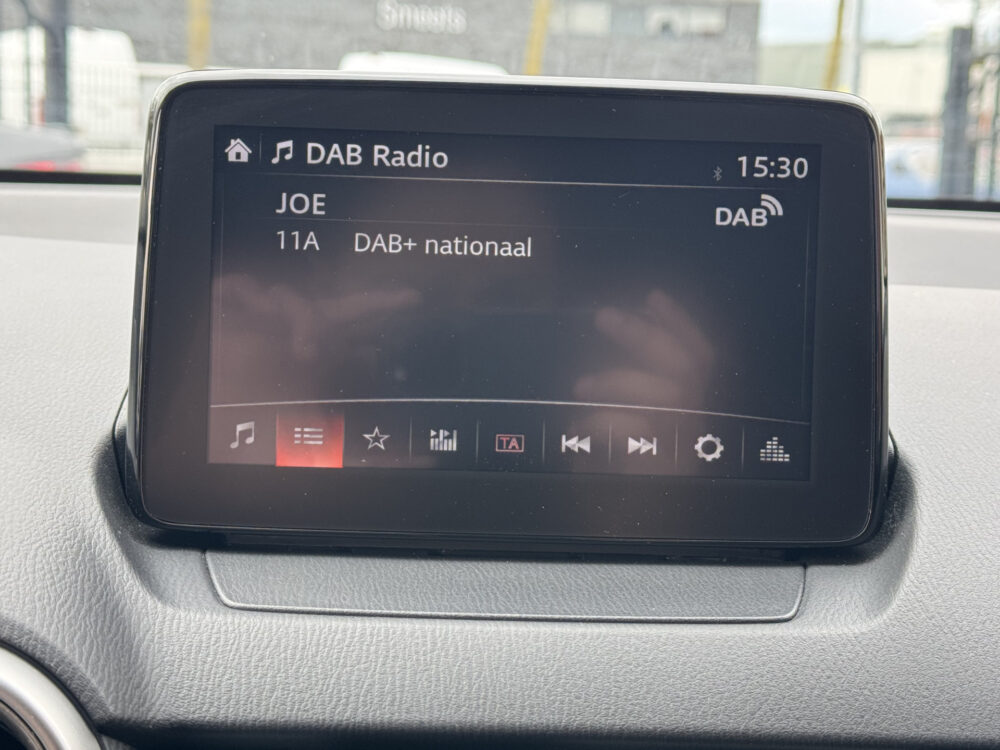 Smeets
DAB Radio
15:30
JOE
DAB
11A DAB+ nationaal
TA